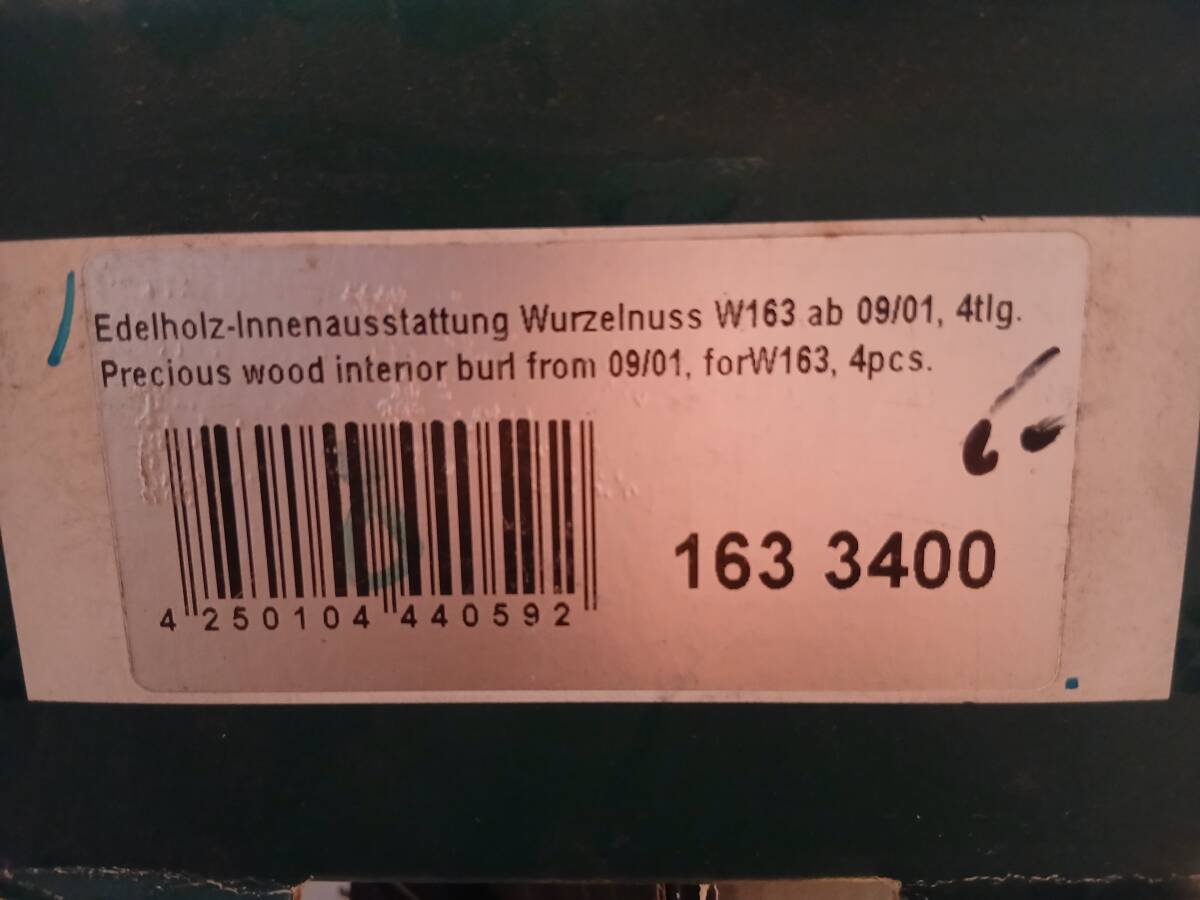 Edelholz-Innenausstattung Wurzelnuss W163 ab 09/01, 4tlg.
Precious wood interior burl from 09/01, forW163, 4pcs.
163 3400
4 250104 440592